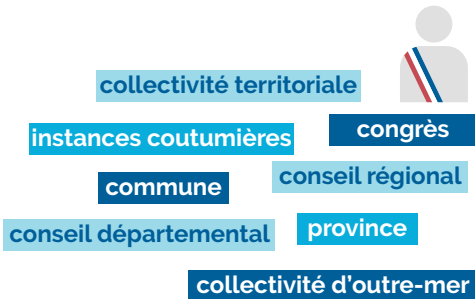 collectivité territoriale
congrès
instances coutumières
conseil régional
commune
province
conseil départemental
collectivité d'outre-mer